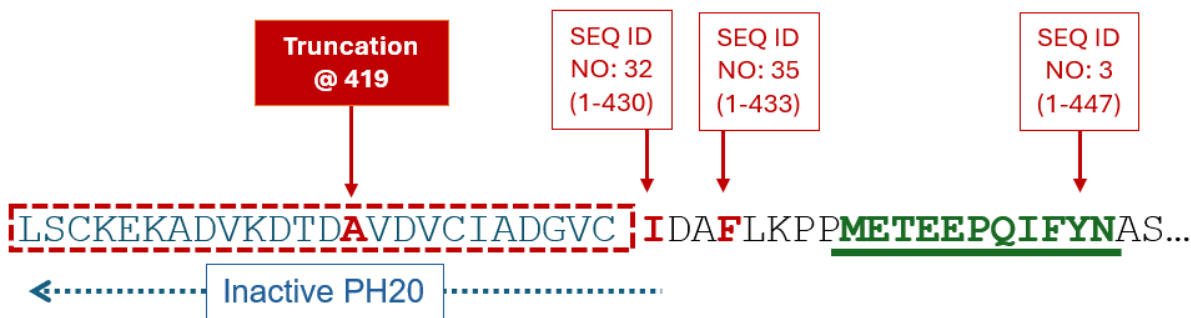 Truncation
@ 419
SEQ ID
NO: 32
(1-430)
SEQ ID
NO: 35
(1-433)
SEQ ID
NO: 3
(1-447)
LSCKEKADVKDTDAVDVCIADGVC IDAFLKPPMETEEPQIFYNAS…
Inactive PH20